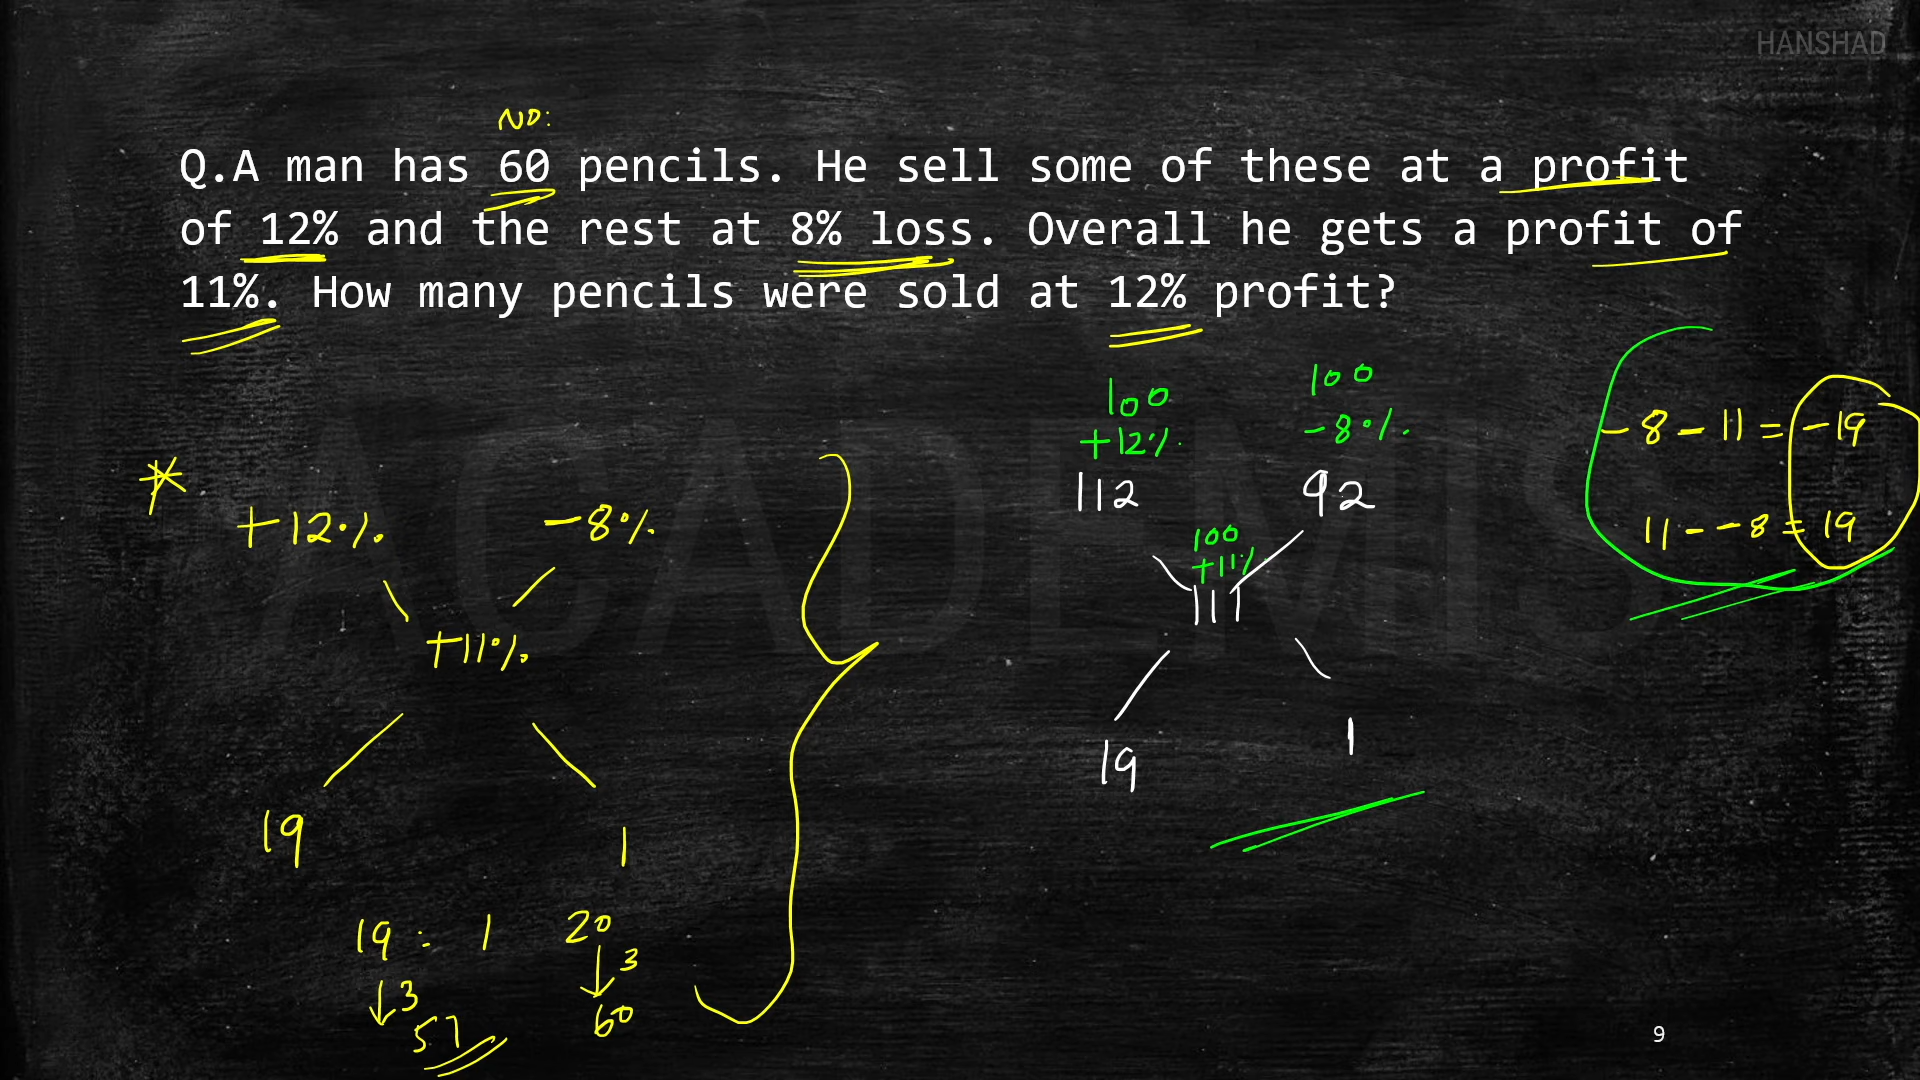 HANSHAD
NO:
Q.A man has 60 pencils. He sell some of these at a profit
of 12% and the rest at 8% loss. Overall he gets a profit of
11%. How many pencils were sold at 12% profit?
100 100
+12% -8%
112 92
-8-11=-19
11--8=19
+12% -8%
100
+11%
111
+11%
19 1
19 1
19 : 1 20
3 3
57 60
ACADEMIC
9